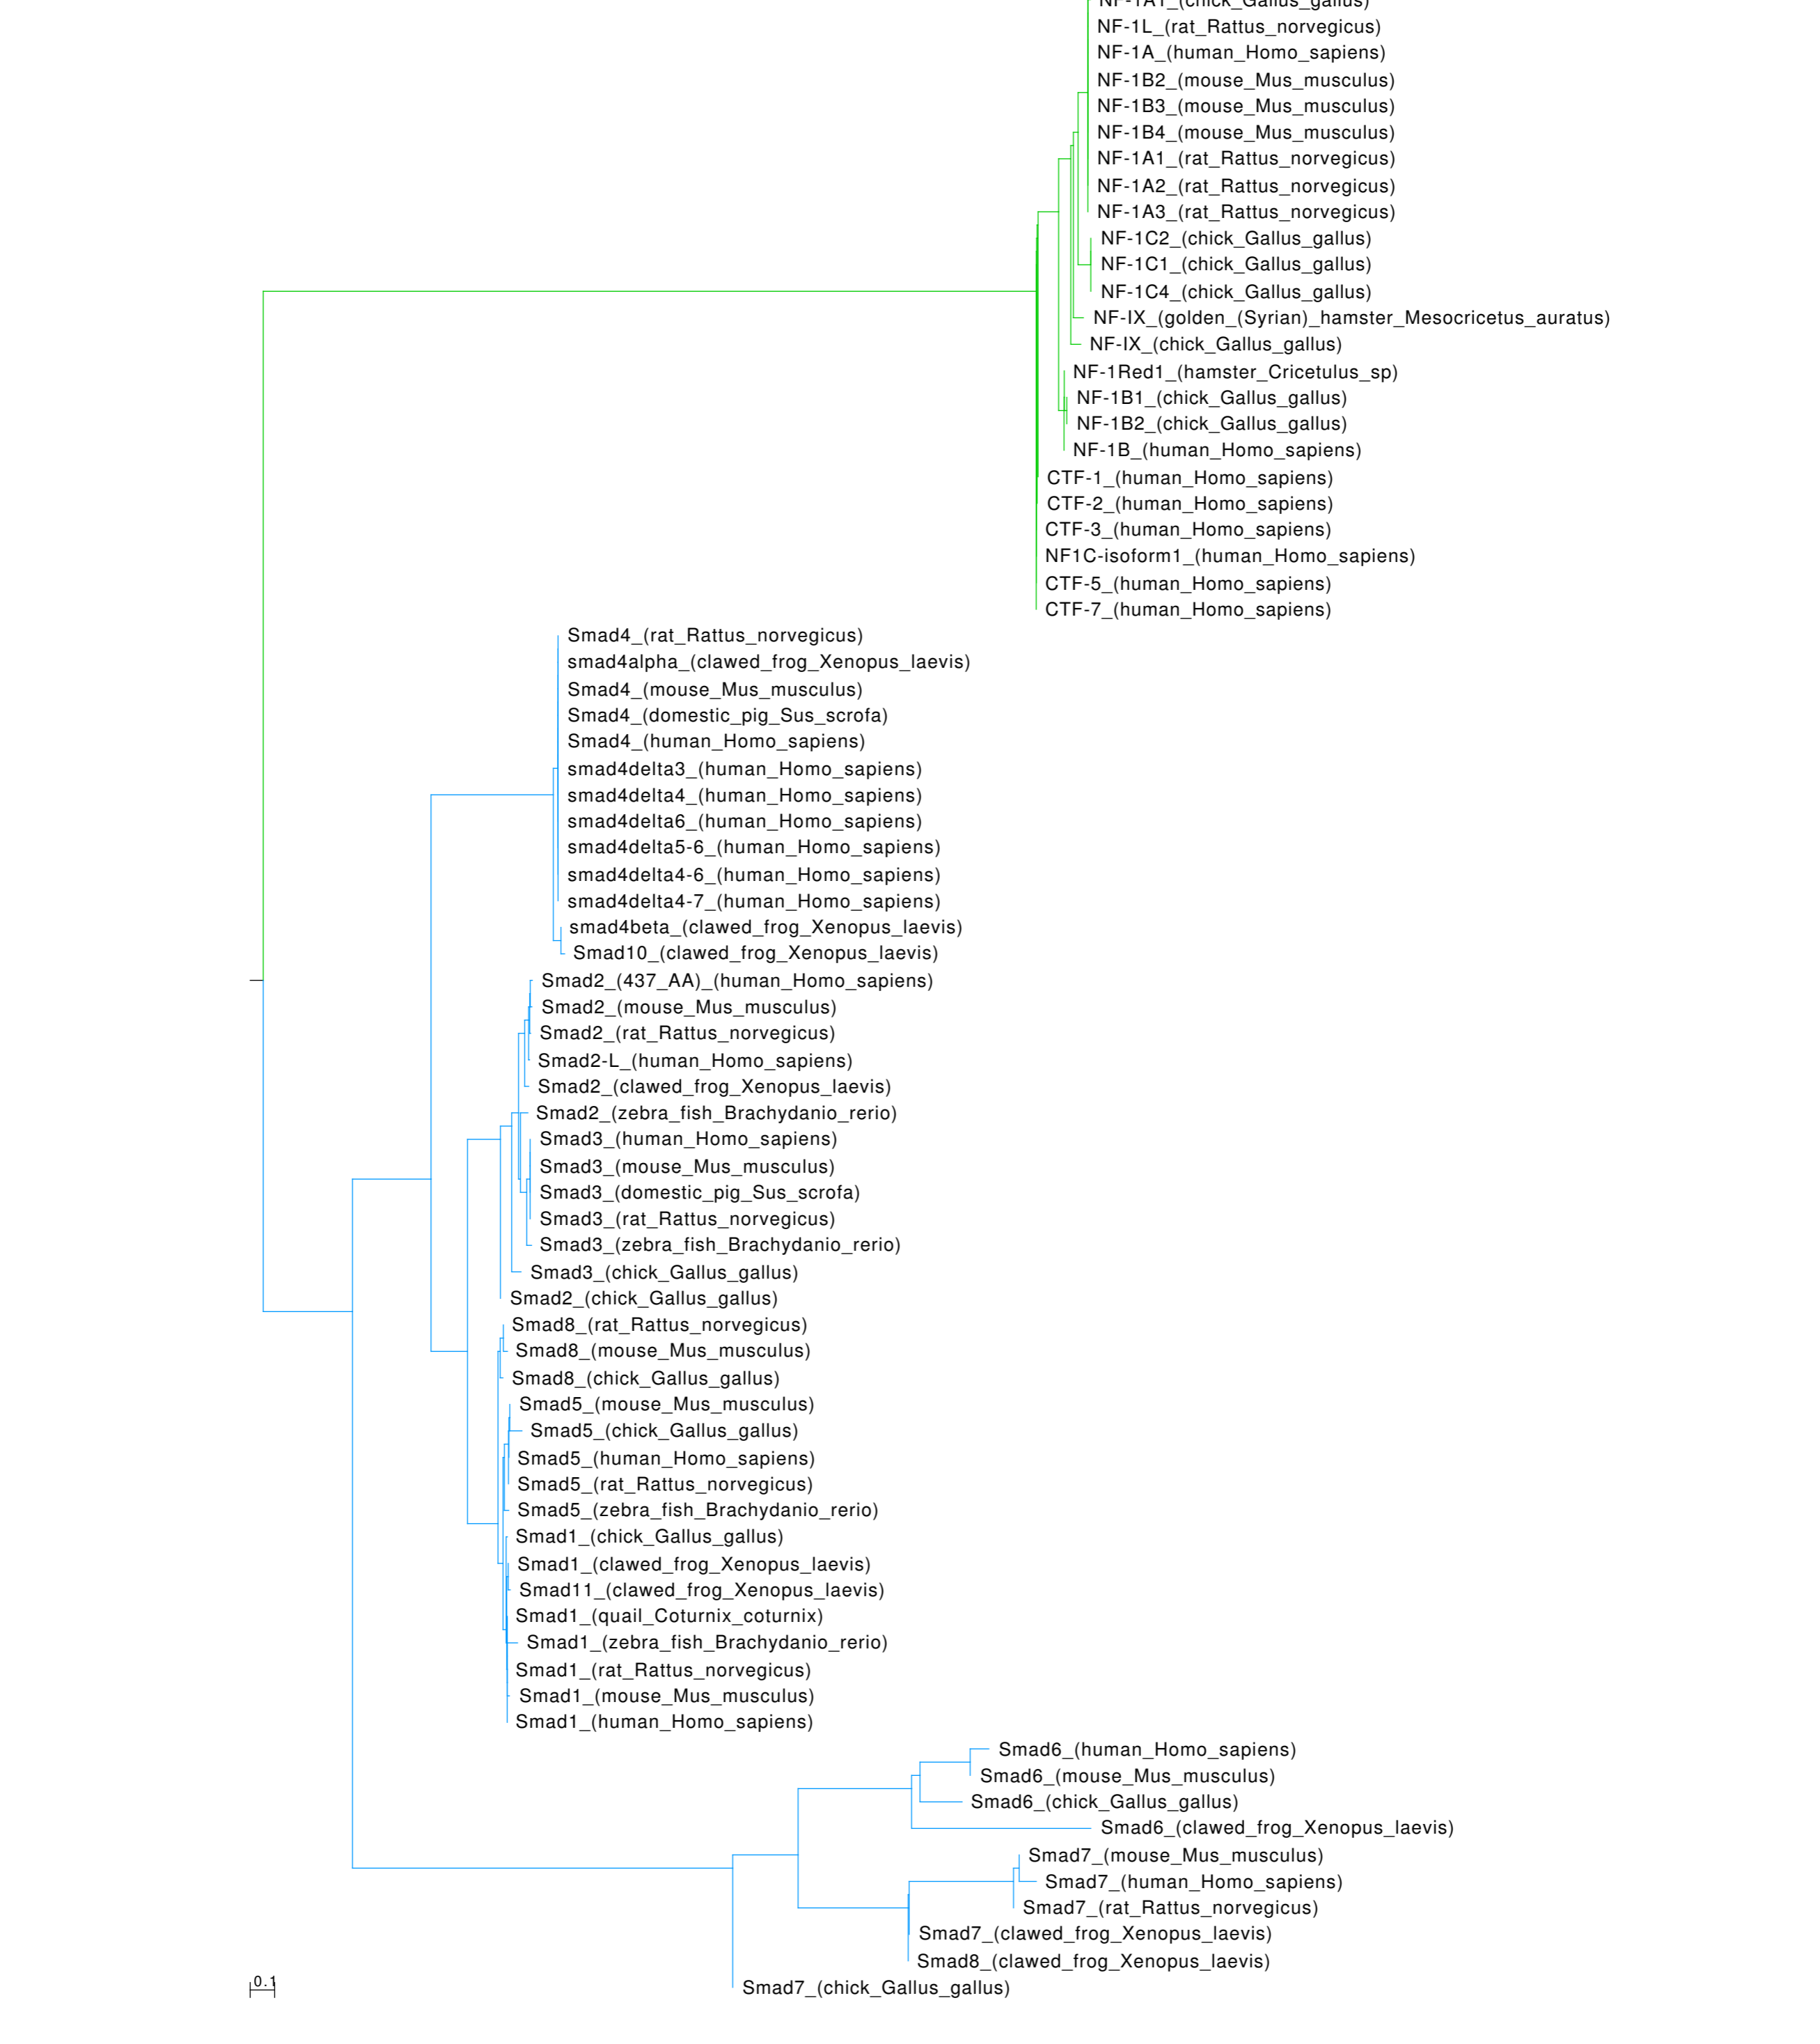 NF-1A1_(chick_Gallus_gallus)
NF-1L_(rat_Rattus_norvegicus)
NF-1A_(human_Homo_sapiens)
NF-1B2_(mouse_Mus_musculus)
NF-1B3_(mouse_Mus_musculus)
NF-1B4_(mouse_Mus_musculus)
NF-1A1_(rat_Rattus_norvegicus)
NF-1A2_(rat_Rattus_norvegicus)
NF-1A3_(rat_Rattus_norvegicus)
NF-1C2_(chick_Gallus_gallus)
NF-1C1_(chick_Gallus_gallus)
NF-1C4_(chick_Gallus_gallus)
NF-IX_(golden_(Syrian)_hamster_Mesocricetus_auratus)
NF-IX_(chick_Gallus_gallus)
NF-1Red1_(hamster_Cricetulus_sp)
NF-1B1_(chick_Gallus_gallus)
NF-1B2_(chick_Gallus_gallus)
NF-1B_(human_Homo_sapiens)
CTF-1_(human_Homo_sapiens)
CTF-2_(human_Homo_sapiens)
CTF-3_(human_Homo_sapiens)
NF1C-isoform1_(human_Homo_sapiens)
CTF-5_(human_Homo_sapiens)
CTF-7_(human_Homo_sapiens)
Smad4_(rat_Rattus_norvegicus)
smad4alpha_(clawed_frog_Xenopus_laevis)
Smad4_(mouse_Mus_musculus)
Smad4_(domestic_pig_Sus_scrofa)
Smad4_(human_Homo_sapiens)
smad4delta3_(human_Homo_sapiens)
smad4delta4_(human_Homo_sapiens)
smad4delta6_(human_Homo_sapiens)
smad4delta5-6_(human_Homo_sapiens)
smad4delta4-6_(human_Homo_sapiens)
smad4delta4-7_(human_Homo_sapiens)
smad4beta_(clawed_frog_Xenopus_laevis)
Smad10_(clawed_frog_Xenopus_laevis)
Smad2_(437_AA)_(human_Homo_sapiens)
Smad2_(mouse_Mus_musculus)
Smad2_(rat_Rattus_norvegicus)
Smad2-L_(human_Homo_sapiens)
Smad2_(clawed_frog_Xenopus_laevis)
Smad2_(zebra_fish_Brachydanio_rerio)
Smad3_(human_Homo_sapiens)
Smad3_(mouse_Mus_musculus)
Smad3_(domestic_pig_Sus_scrofa)
Smad3_(rat_Rattus_norvegicus)
Smad3_(zebra_fish_Brachydanio_rerio)
Smad3_(chick_Gallus_gallus)
Smad2_(chick_Gallus_gallus)
Smad8_(rat_Rattus_norvegicus)
Smad8_(mouse_Mus_musculus)
Smad8_(chick_Gallus_gallus)
Smad5_(mouse_Mus_musculus)
Smad5_(chick_Gallus_gallus)
Smad5_(human_Homo_sapiens)
Smad5_(rat_Rattus_norvegicus)
Smad5_(zebra_fish_Brachydanio_rerio)
Smad1_(chick_Gallus_gallus)
Smad1_(clawed_frog_Xenopus_laevis)
Smad11_(clawed_frog_Xenopus_laevis)
Smad1_(quail_Coturnix_coturnix)
Smad1_(zebra_fish_Brachydanio_rerio)
Smad1_(rat_Rattus_norvegicus)
Smad1_(mouse_Mus_musculus)
Smad1_(human_Homo_sapiens)
Smad6_(human_Homo_sapiens)
Smad6_(mouse_Mus_musculus)
Smad6_(chick_Gallus_gallus)
Smad6_(clawed_frog_Xenopus_laevis)
Smad7_(mouse_Mus_musculus)
Smad7_(human_Homo_sapiens)
Smad7_(rat_Rattus_norvegicus)
Smad7_(clawed_frog_Xenopus_laevis)
Smad8_(clawed_frog_Xenopus_laevis)
Smad7_(chick_Gallus_gallus)
0.1